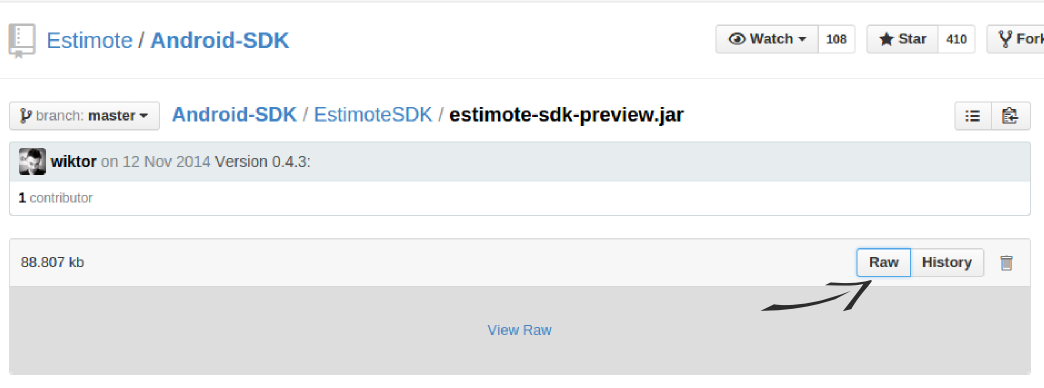 Estimote / Android-SDK Watch 108 Star 410 Fork
branch: master Android-SDK / EstimoteSDK / estimote-sdk-preview.jar
wiktor on 12 Nov 2014 Version 0.4.3:
1 contributor
88.807 kb Raw History
View Raw